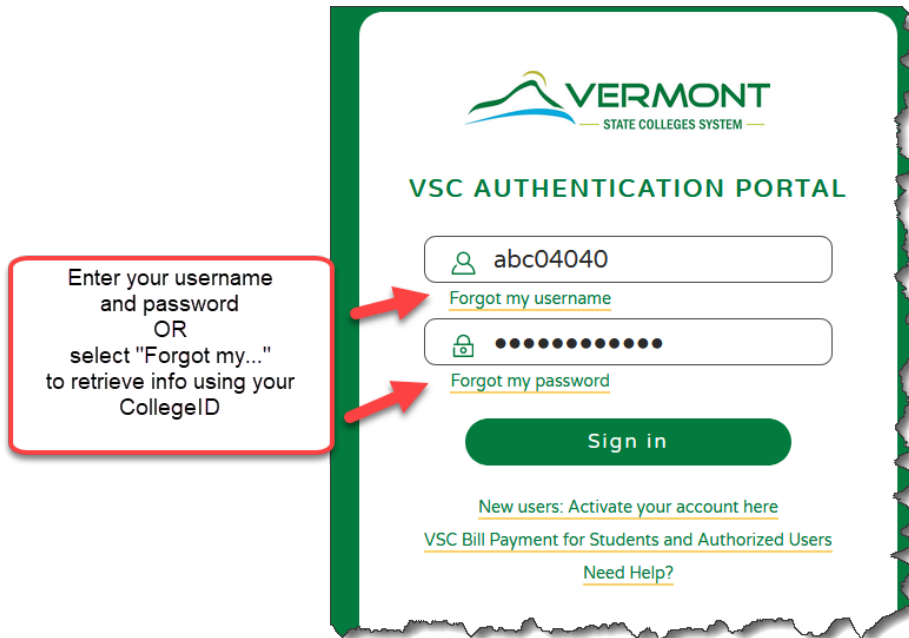 VERMONT
STATE COLLEGES SYSTEM
VSC AUTHENTICATION PORTAL
abc04040
Forgot my username
Forgot my password
Sign in
New users: Activate your account here
VSC Bill Payment for Students and Authorized Users
Need Help?
Enter your username
and password
OR
select "Forgot my..."
to retrieve info using your
CollegeID